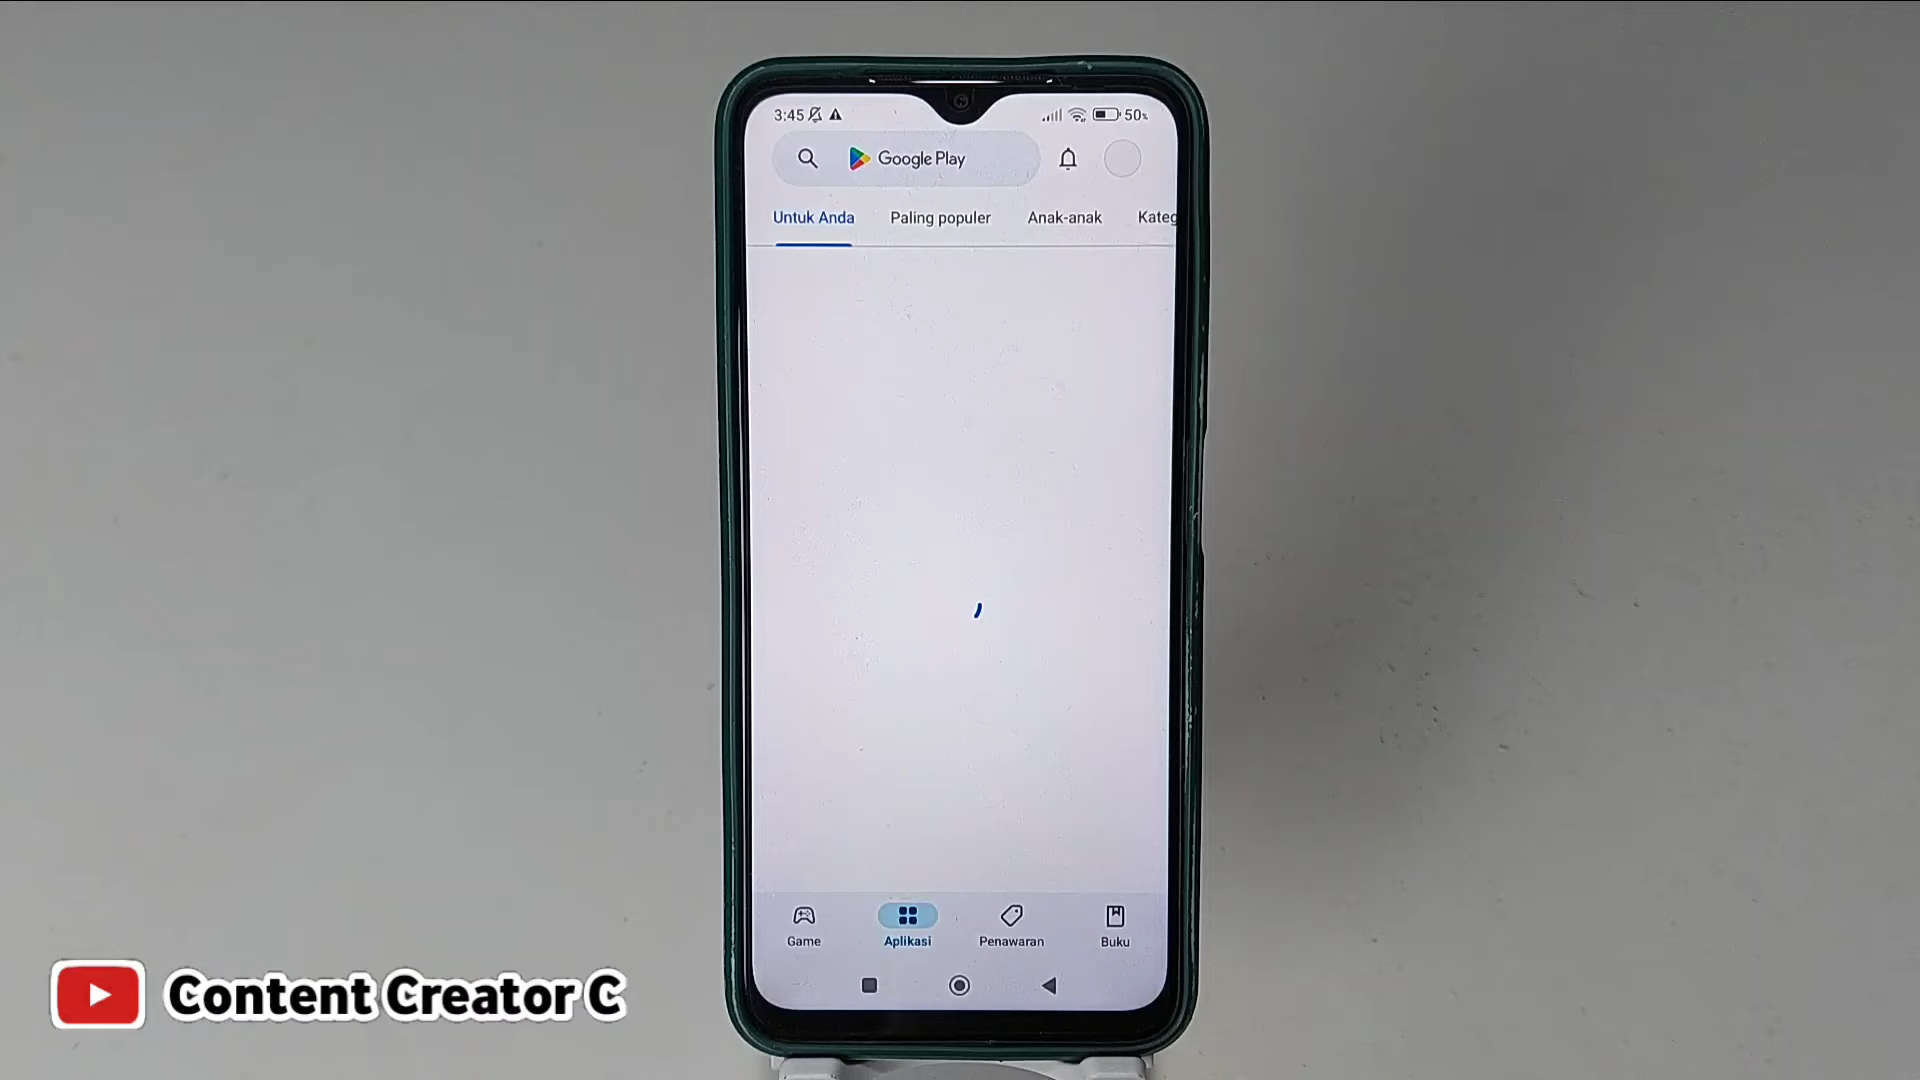 3:45 50%
Google Play
Untuk Anda Paling populer Anak-anak Kateg
Game Aplikasi Penawaran Buku
Content Creator C